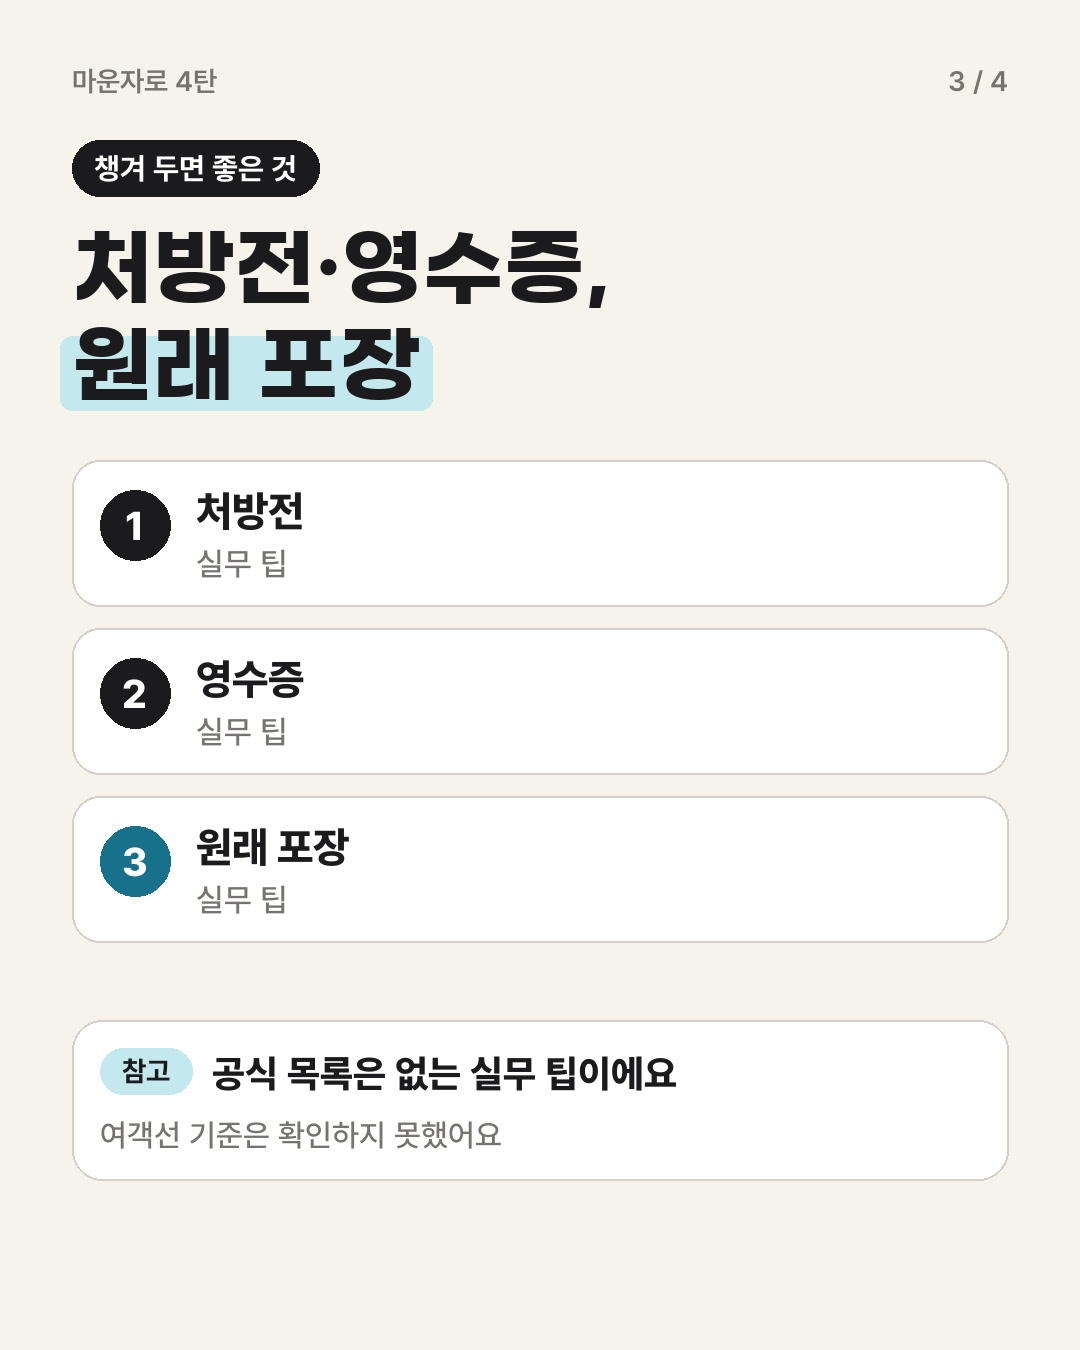 마운자로 4탄
3 / 4
챙겨 두면 좋은 것
처방전·영수증,
원래 포장
1
처방전
실무 팁
2
영수증
실무 팁
3
원래 포장
실무 팁
참고 공식 목록은 없는 실무 팁이에요
여객선 기준은 확인하지 못했어요